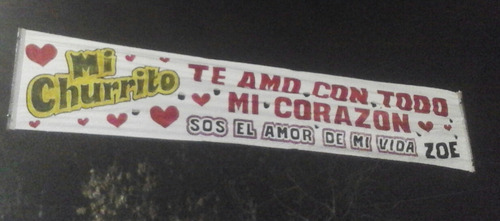 Mi
Churrito
TE AMO CON TODO
MI CORAZON
SOS EL AMOR DE MI VIDA ZOE